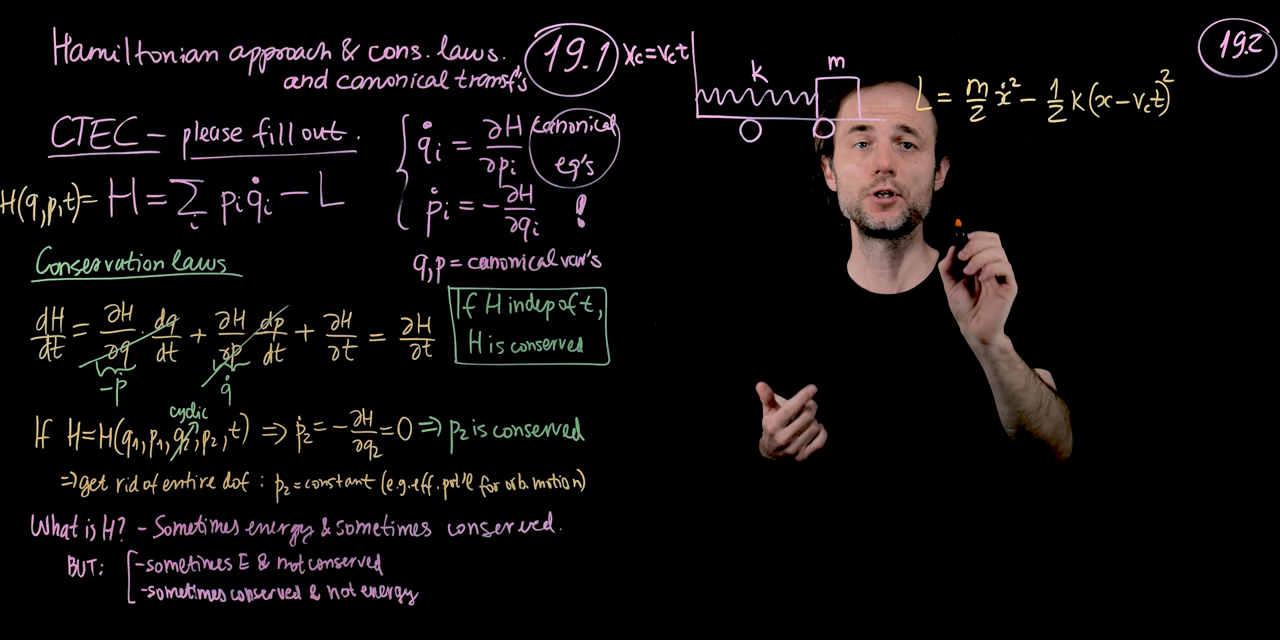 Hamiltonian approach & cons. laws.
and canonical transf's
19.1
CTEC – please fill out.
H(q,p,t)= H = ∑ᵢ pᵢq̇ᵢ – L
q̇ᵢ = ∂H/∂pᵢ
ṗᵢ = –∂H/∂qᵢ
canonical
eq's
!
q,p = canonical var's
Conservation laws
dH/dt = ∂H/∂q dq/dt + ∂H/∂p dp/dt + ∂H/∂t = ∂H/∂t
–ṗ
q̇
If H indep of t,
H is conserved
cyclic
If H=H(q₁,p₁,q₂,p₂,t) ⇒ ṗ₂=–∂H/∂q₂=0 ⇒ p₂ is conserved
⇒ get rid of entire dof : p₂=constant (e.g. eff. pot'l for orb. motion)
What is H? – Sometimes energy & sometimes conserved.
BUT:
–sometimes E & not conserved
–sometimes conserved & not energy
x_c=v_c t
k
m
L = m/2 ẋ² – 1/2 k(x–v_c t)²
19.2